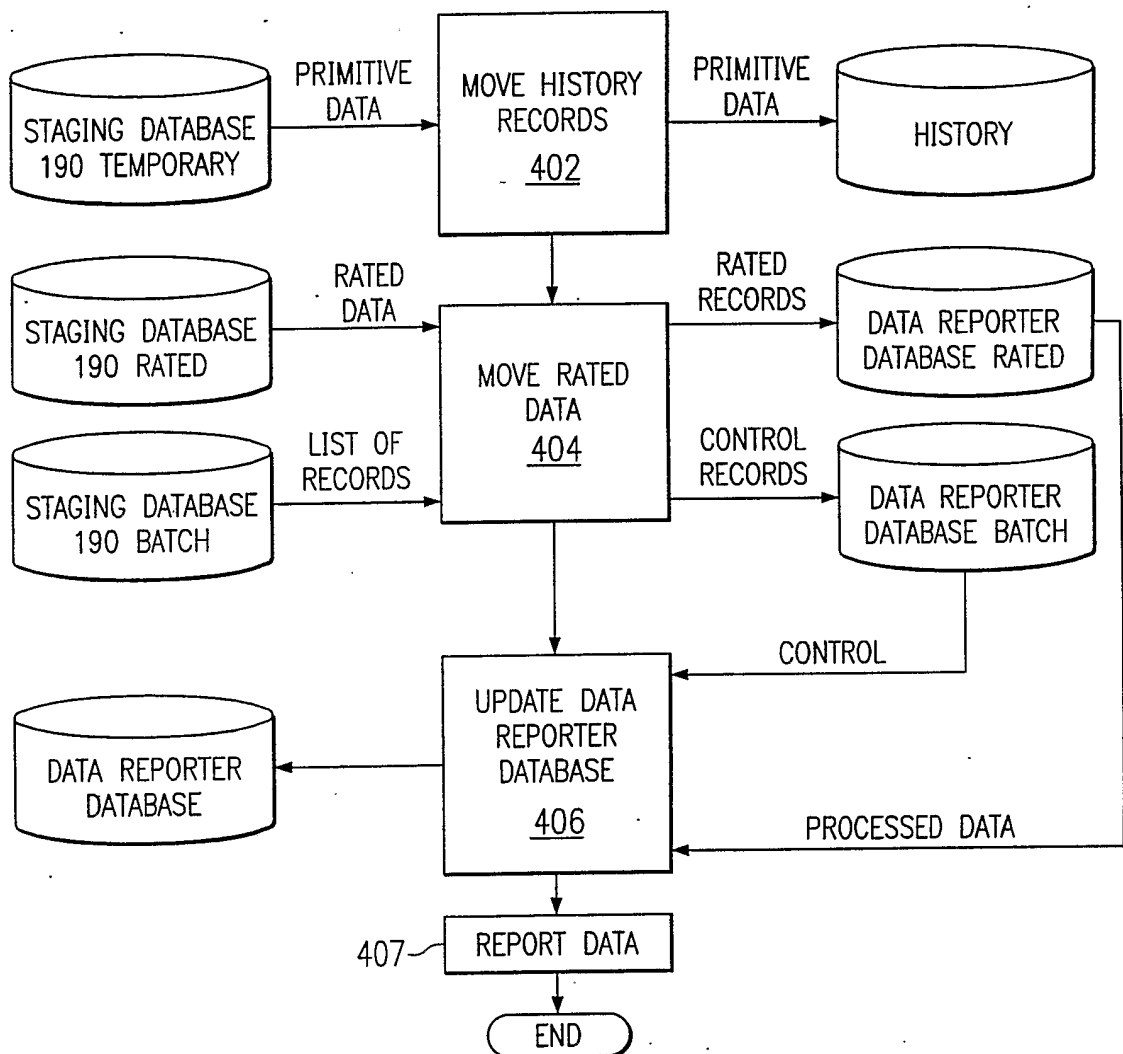 PRIMITIVE
DATA
STAGING DATABASE
190 TEMPORARY
MOVE HISTORY
RECORDS
402
PRIMITIVE
DATA
HISTORY
RATED
DATA
STAGING DATABASE
190 RATED
LIST OF
RECORDS
STAGING DATABASE
190 BATCH
MOVE RATED
DATA
404
RATED
RECORDS
DATA REPORTER
DATABASE RATED
CONTROL
RECORDS
DATA REPORTER
DATABASE BATCH
CONTROL
UPDATE DATA
REPORTER
DATABASE
406
DATA REPORTER
DATABASE
PROCESSED DATA
407
REPORT DATA
END